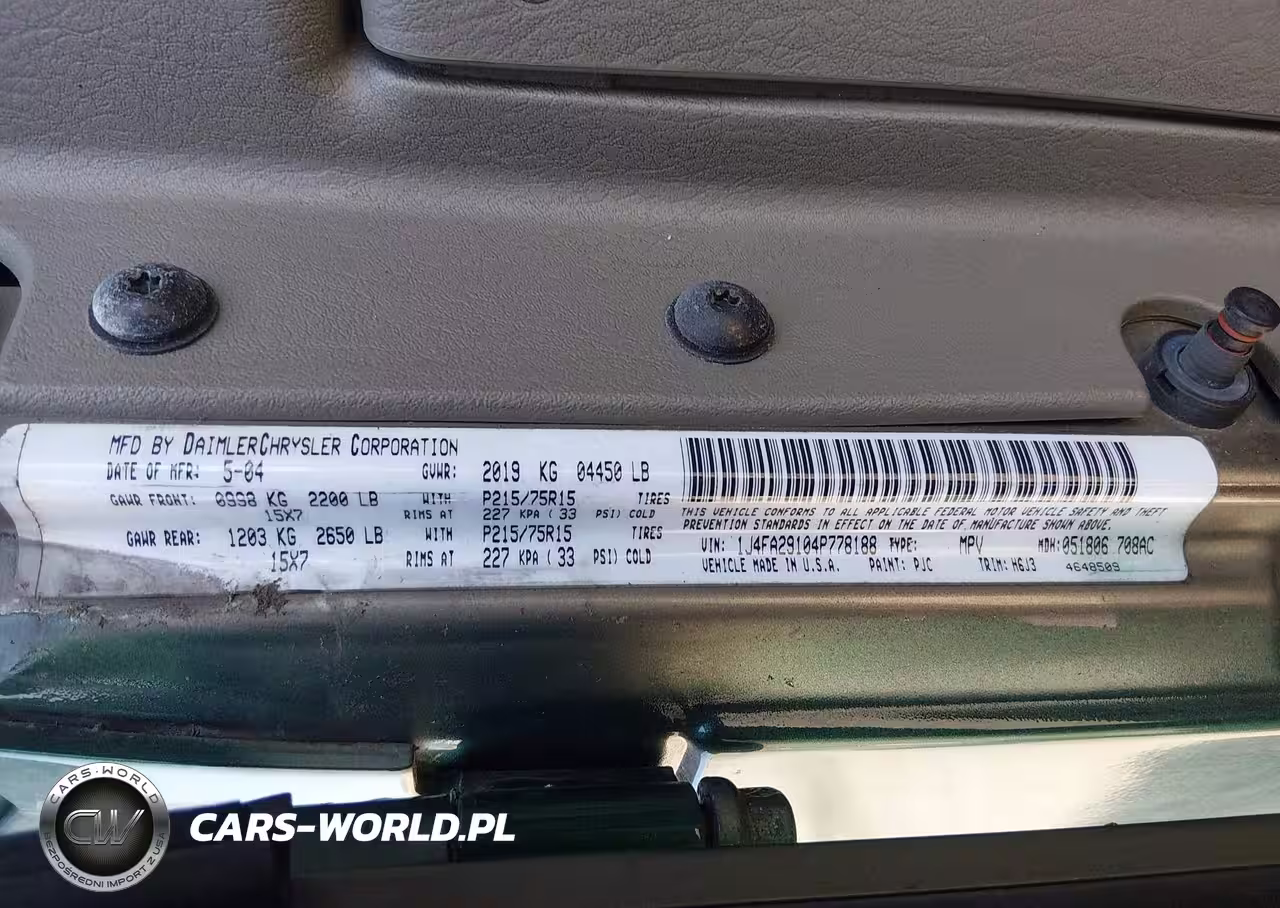 MFD BY DAIMLERCHRYSLER CORPORATION
DATE OF MFR: 5-04 GVWR: 2019 KG 04450 LB
GAWR FRONT: 0998 KG 2200 LB WITH P215/75R15 TIRES
15X7 RIMS AT 227 KPA ( 33 PSI) COLD
GAWR REAR: 1203 KG 2650 LB WITH P215/75R15 TIRES
15X7 RIMS AT 227 KPA ( 33 PSI) COLD
THIS VEHICLE CONFORMS TO ALL APPLICABLE FEDERAL MOTOR VEHICLE SAFETY AND THEFT
PREVENTION STANDARDS IN EFFECT ON THE DATE OF MANUFACTURE SHOWN ABOVE.
VIN: 1J4FA29104P778188 TYPE: MPV MDH: 051806 708AC
VEHICLE MADE IN U.S.A. PAINT: PJC TRIM: H6J3 4648509
CARS-WORLD
CW
BEZPOSREDNI IMPORT Z USA
CARS-WORLD.PL